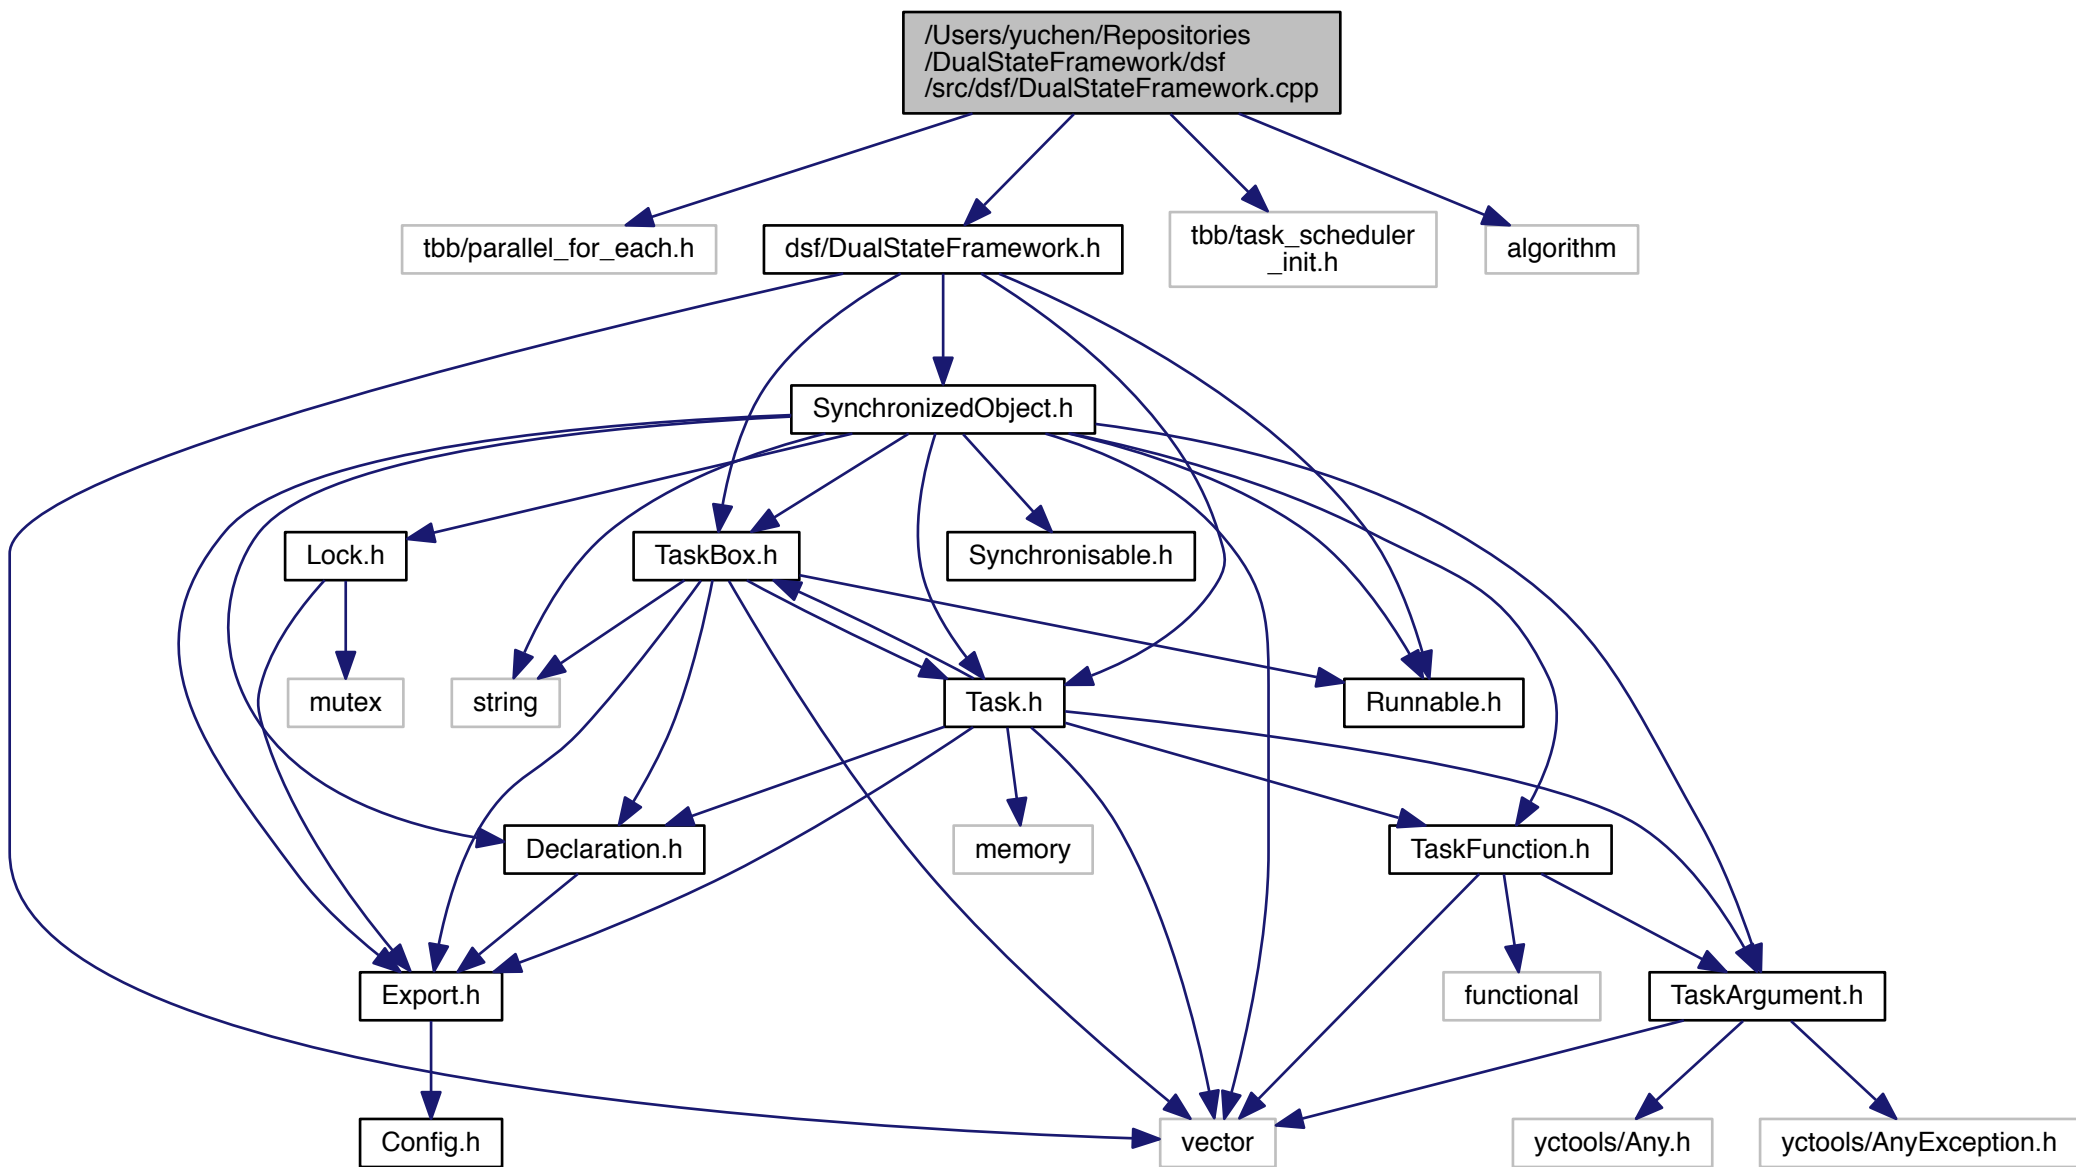 /Users/yuchen/Repositories
/DualStateFramework/dsf
/src/dsf/DualStateFramework.cpp
tbb/parallel_for_each.h
dsf/DualStateFramework.h
tbb/task_scheduler
_init.h
algorithm
SynchronizedObject.h
Lock.h
TaskBox.h
Synchronisable.h
mutex
string
Task.h
Runnable.h
Declaration.h
memory
TaskFunction.h
Export.h
functional
TaskArgument.h
Config.h
vector
yctools/Any.h
yctools/AnyException.h